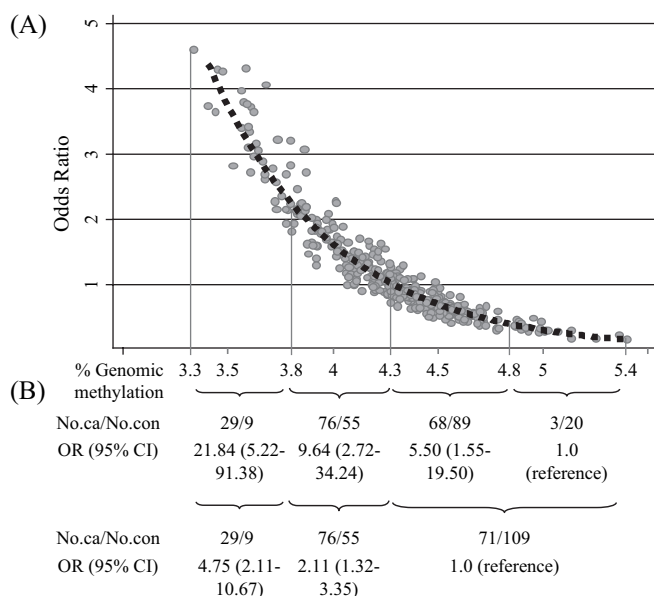 (A)
5
4
3
2
1
Odds Ratio
% Genomic methylation
3.3 3.5 3.8 4 4.3 4.5 4.8 5 5.4
(B)
No.ca/No.con 29/9 76/55 68/89 3/20
OR (95% CI) 21.84 (5.22- 9.64 (2.72- 5.50 (1.55- 1.0
91.38) 34.24) 19.50) (reference)
No.ca/No.con 29/9 76/55 71/109
OR (95% CI) 4.75 (2.11- 2.11 (1.32- 1.0 (reference)
10.67) 3.35)